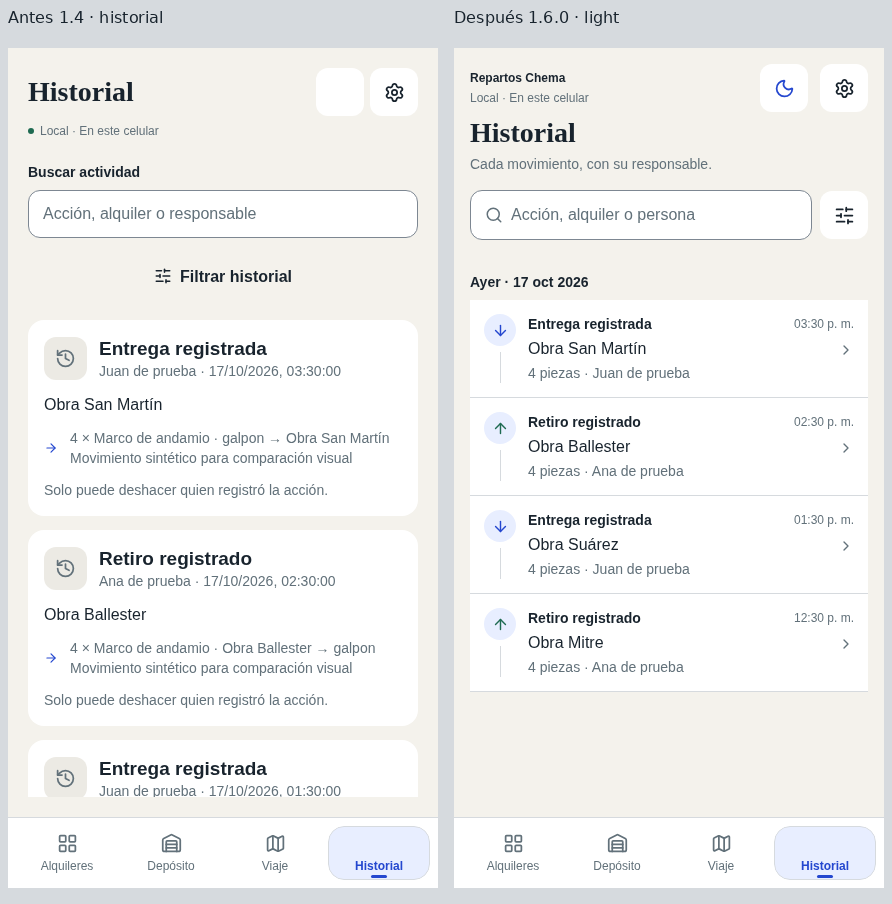 Antes 1.4 · historial
Historial
Local · En este celular
Buscar actividad
Acción, alquiler o responsable
Filtrar historial
Entrega registrada
Juan de prueba · 17/10/2026, 03:30:00
Obra San Martín
4 × Marco de andamio · galpon → Obra San Martín
Movimiento sintético para comparación visual
Solo puede deshacer quien registró la acción.
Retiro registrado
Ana de prueba · 17/10/2026, 02:30:00
Obra Ballester
4 × Marco de andamio · Obra Ballester → galpon
Movimiento sintético para comparación visual
Solo puede deshacer quien registró la acción.
Entrega registrada
Juan de prueba · 17/10/2026, 01:30:00
Alquileres
Depósito
Viaje
Historial
Después 1.6.0 · light
Repartos Chema
Local · En este celular
Historial
Cada movimiento, con su responsable.
Acción, alquiler o persona
Ayer · 17 oct 2026
Entrega registrada 03:30 p. m.
Obra San Martín
4 piezas · Juan de prueba
Retiro registrado 02:30 p. m.
Obra Ballester
4 piezas · Ana de prueba
Entrega registrada 01:30 p. m.
Obra Suárez
4 piezas · Juan de prueba
Retiro registrado 12:30 p. m.
Obra Mitre
4 piezas · Ana de prueba
Alquileres
Depósito
Viaje
Historial